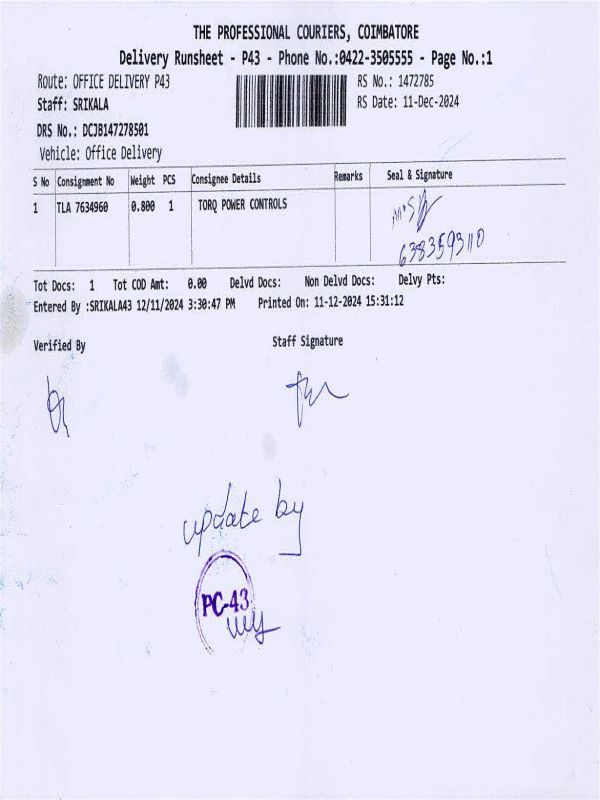 THE PROFESSIONAL COURIERS, COIMBATORE
Delivery Runsheet - P43 - Phone No.:0422-3505555 - Page No.:1
Route: OFFICE DELIVERY P43 RS No.: 1472785
Staff: SRIKALA RS Date: 11-Dec-2024
DRS No.: DCJB147278501
Vehicle: Office Delivery
S No Consignment No Weight PCS Consignee Details Remarks Seal & Signature
1 TLA 7634960 0.800 1 TORQ POWER CONTROLS
6383593110
Tot Docs: 1 Tot COD Amt: 0.00 Delvd Docs: Non Delvd Docs: Delvy Pts:
Entered By :SRIKALA43 12/11/2024 3:30:47 PM Printed On: 11-12-2024 15:31:12
Verified By Staff Signature
update by
PC-43